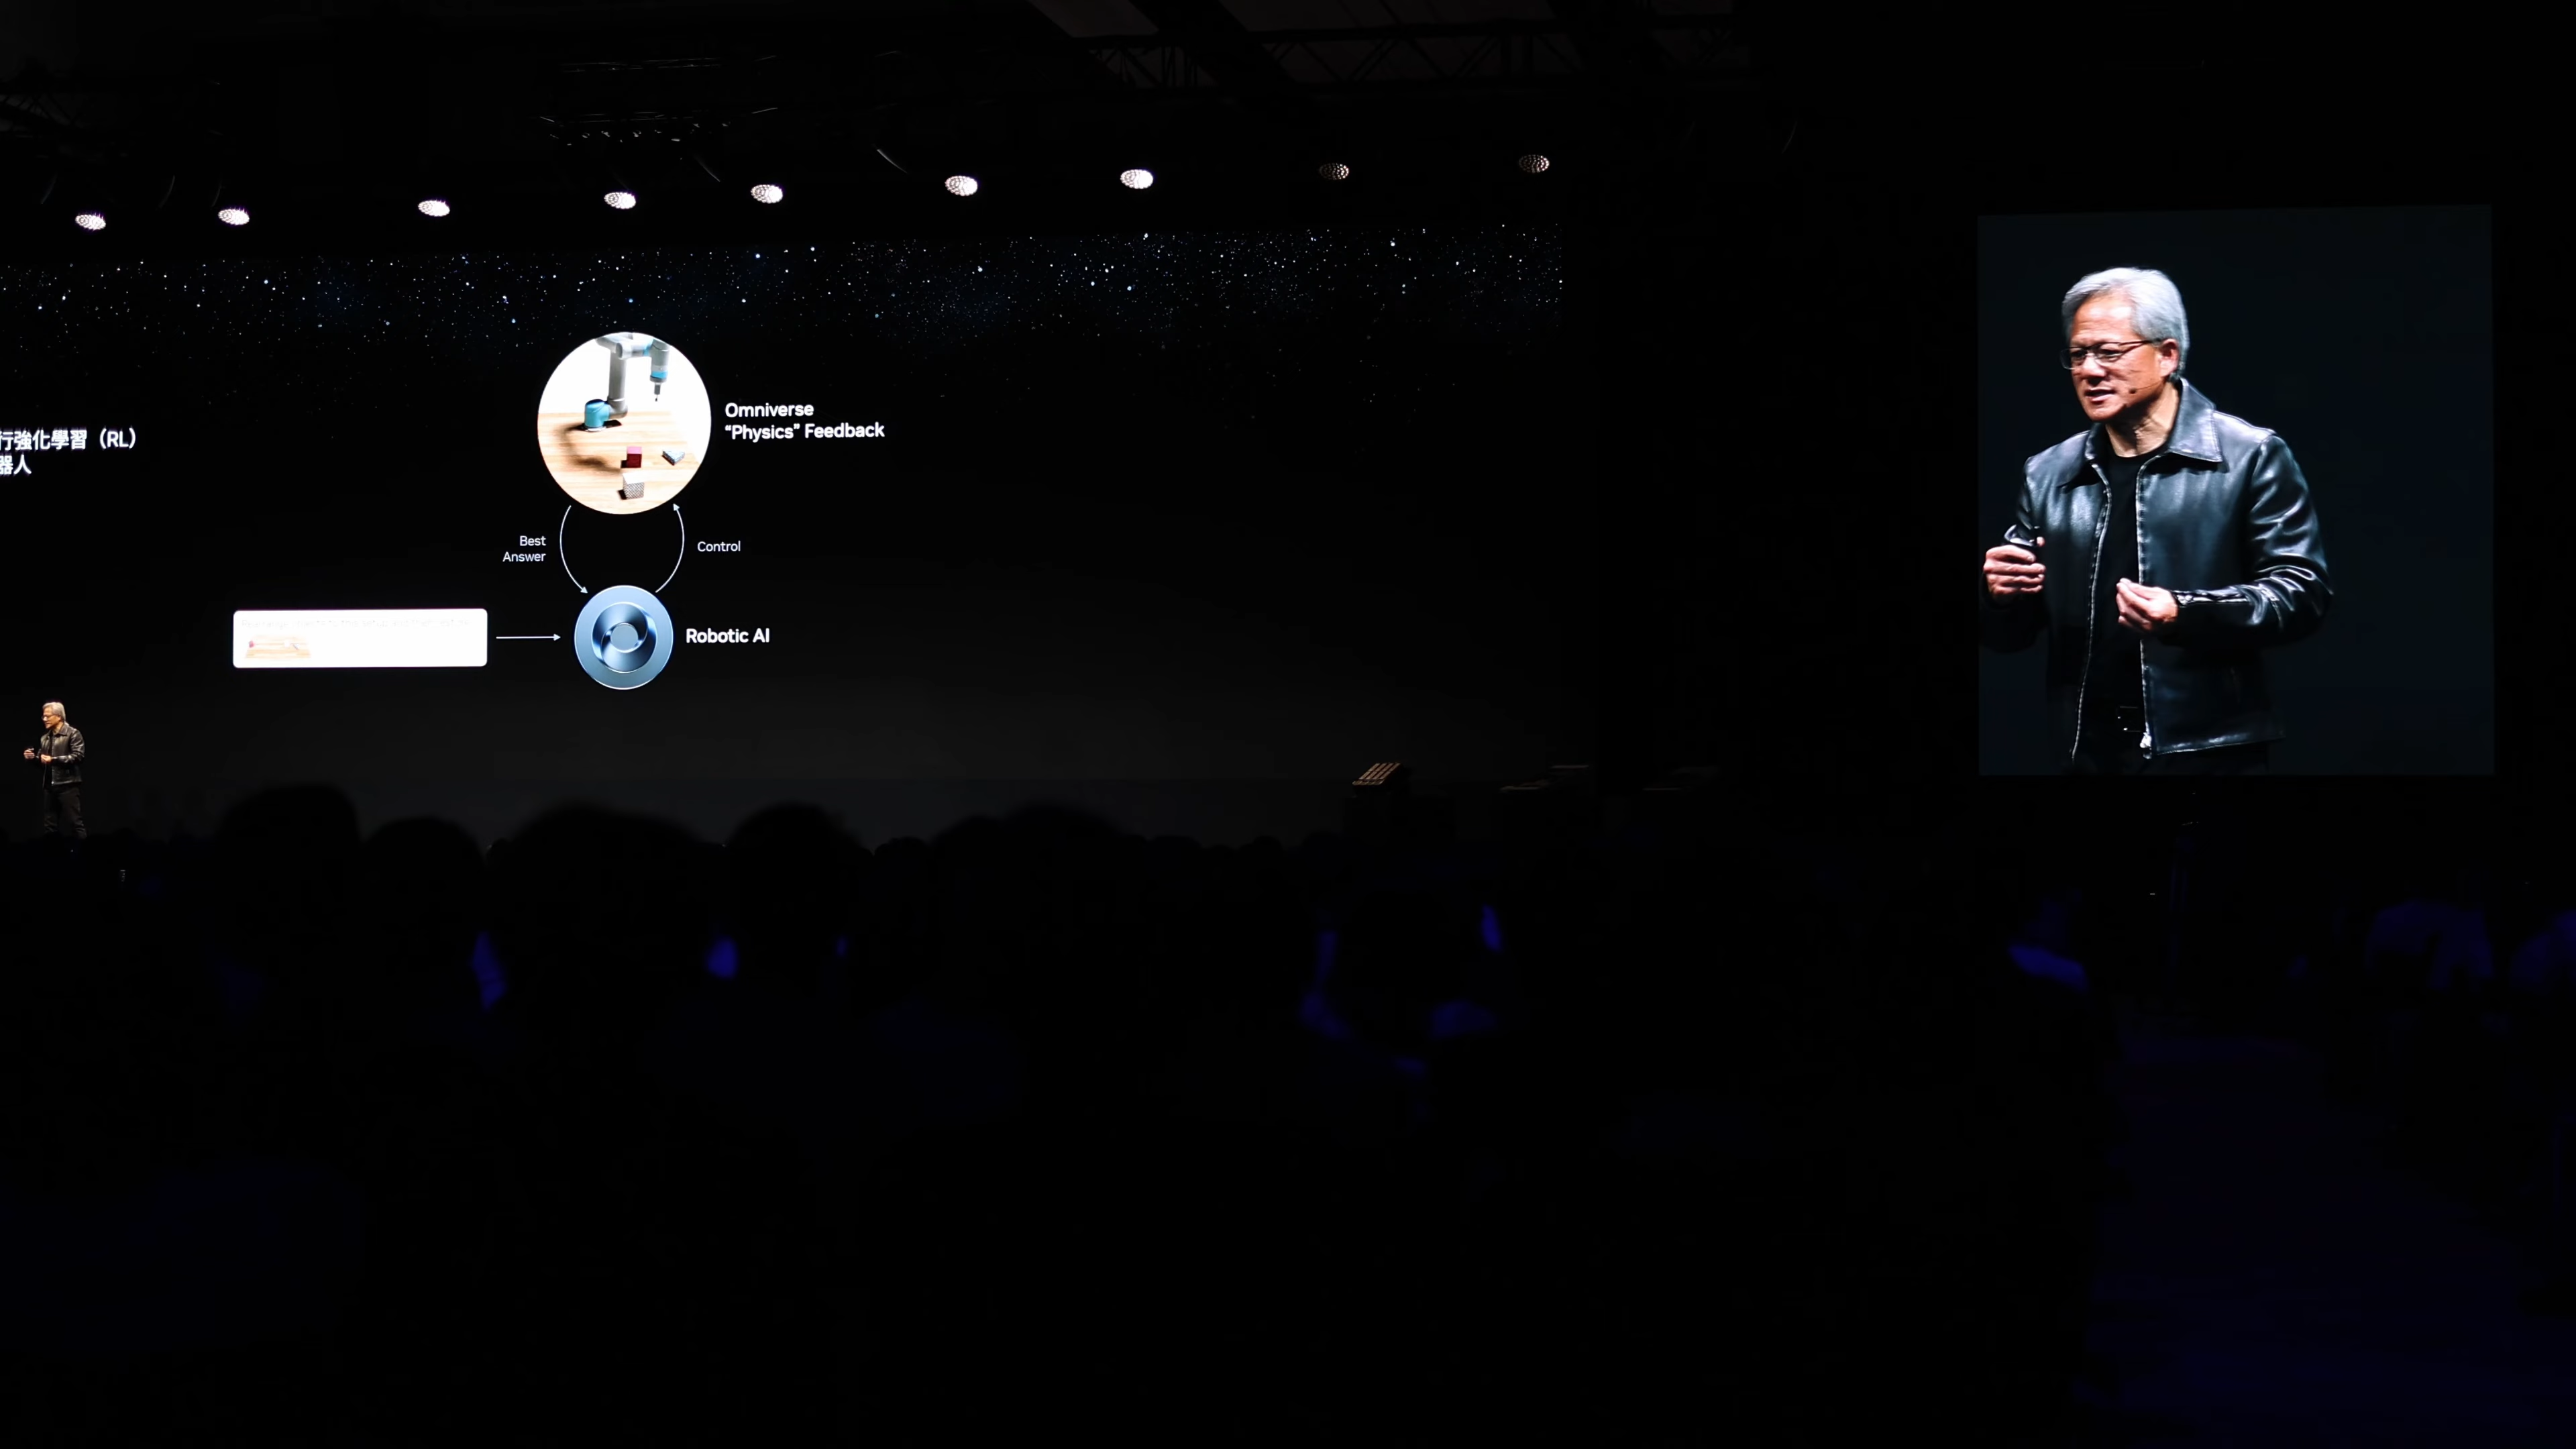 行強化學習（RL）
器人
Omniverse
“Physics” Feedback
Best
Answer
Control
Robotic AI